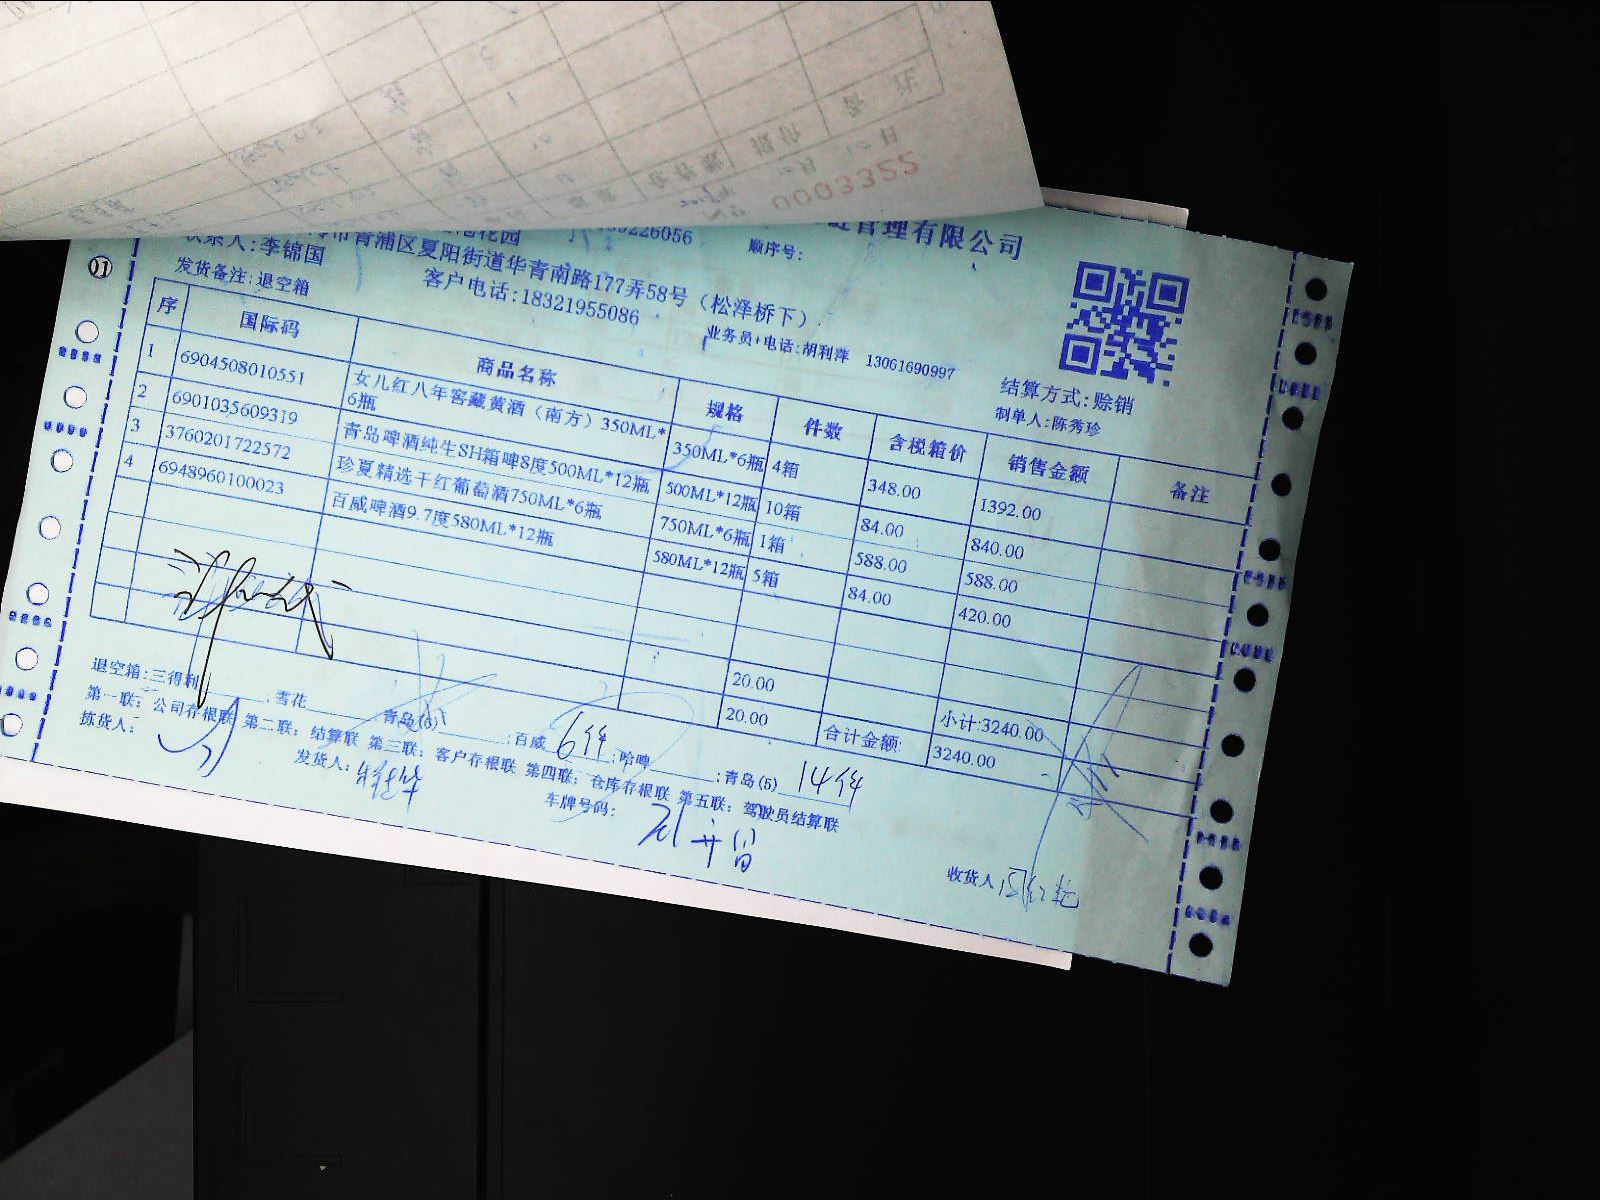 0003355
链管理有限公司
花园
226056
顺序号:
联系人:李锦国
市青浦区夏阳街道华青南路177弄58号（松泽桥下）
发货备注:退空箱
客户电话:18321955086
业务员+电话:胡利萍 13061690997
结算方式:赊销
制单人:陈秀珍
序 国际码 商品名称 规格 件数 含税箱价 销售金额 备注
1 6904508010551 女儿红八年窖藏黄酒（南方）350ML*6瓶 350ML*6瓶 4箱 348.00 1392.00
2 6901035609319 青岛啤酒纯生8H箱啤8度500ML*12瓶 500ML*12瓶 10箱 84.00 840.00
3 3760201722572 珍夏精选干红葡萄酒750ML*6瓶 750ML*6瓶 1箱 588.00 588.00
4 6948960100023 百威啤酒9.7度580ML*12瓶 580ML*12瓶 5箱 84.00 420.00
20.00 小计:3240.00
20.00 合计金额: 3240.00
退空箱:三得利 ;雪花 ;青岛(6) ;百威 6件 ;哈啤 ;青岛(5) 14件
第一联：公司存根联 第二联：结算联 第三联：客户存根联 第四联：仓库存根联 第五联：驾驶员结算联
拣货人： 发货人: 车牌号码: 收货人